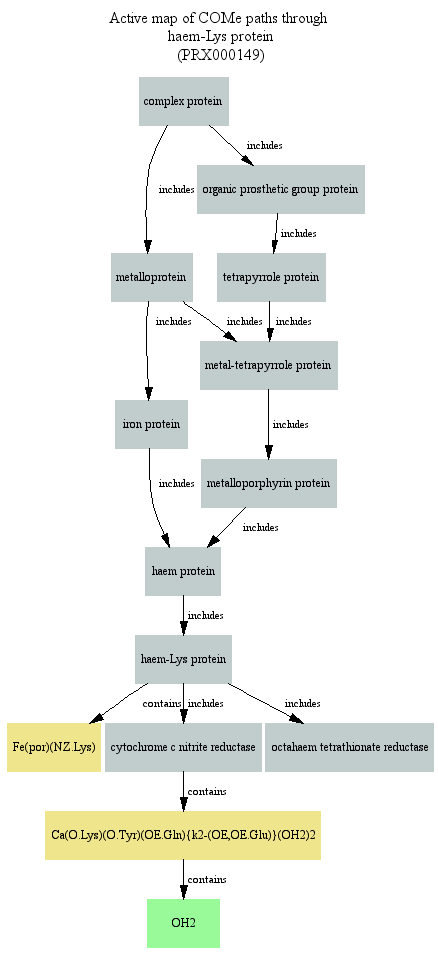 Active map of COMe paths through
haem-Lys protein
(PRX000149)
complex protein
includes
includes
organic prosthetic group protein
includes
metalloprotein
tetrapyrrole protein
includes
includes
includes
metal-tetrapyrrole protein
iron protein
includes
metalloporphyrin protein
includes
includes
haem protein
includes
haem-Lys protein
contains
includes
includes
Fe(por)(NZ.Lys)
cytochrome c nitrite reductase
octahaem tetrathionate reductase
contains
Ca(O.Lys)(O.Tyr)(OE.Gln){k2-(OE,OE.Glu)}(OH2)2
contains
OH2